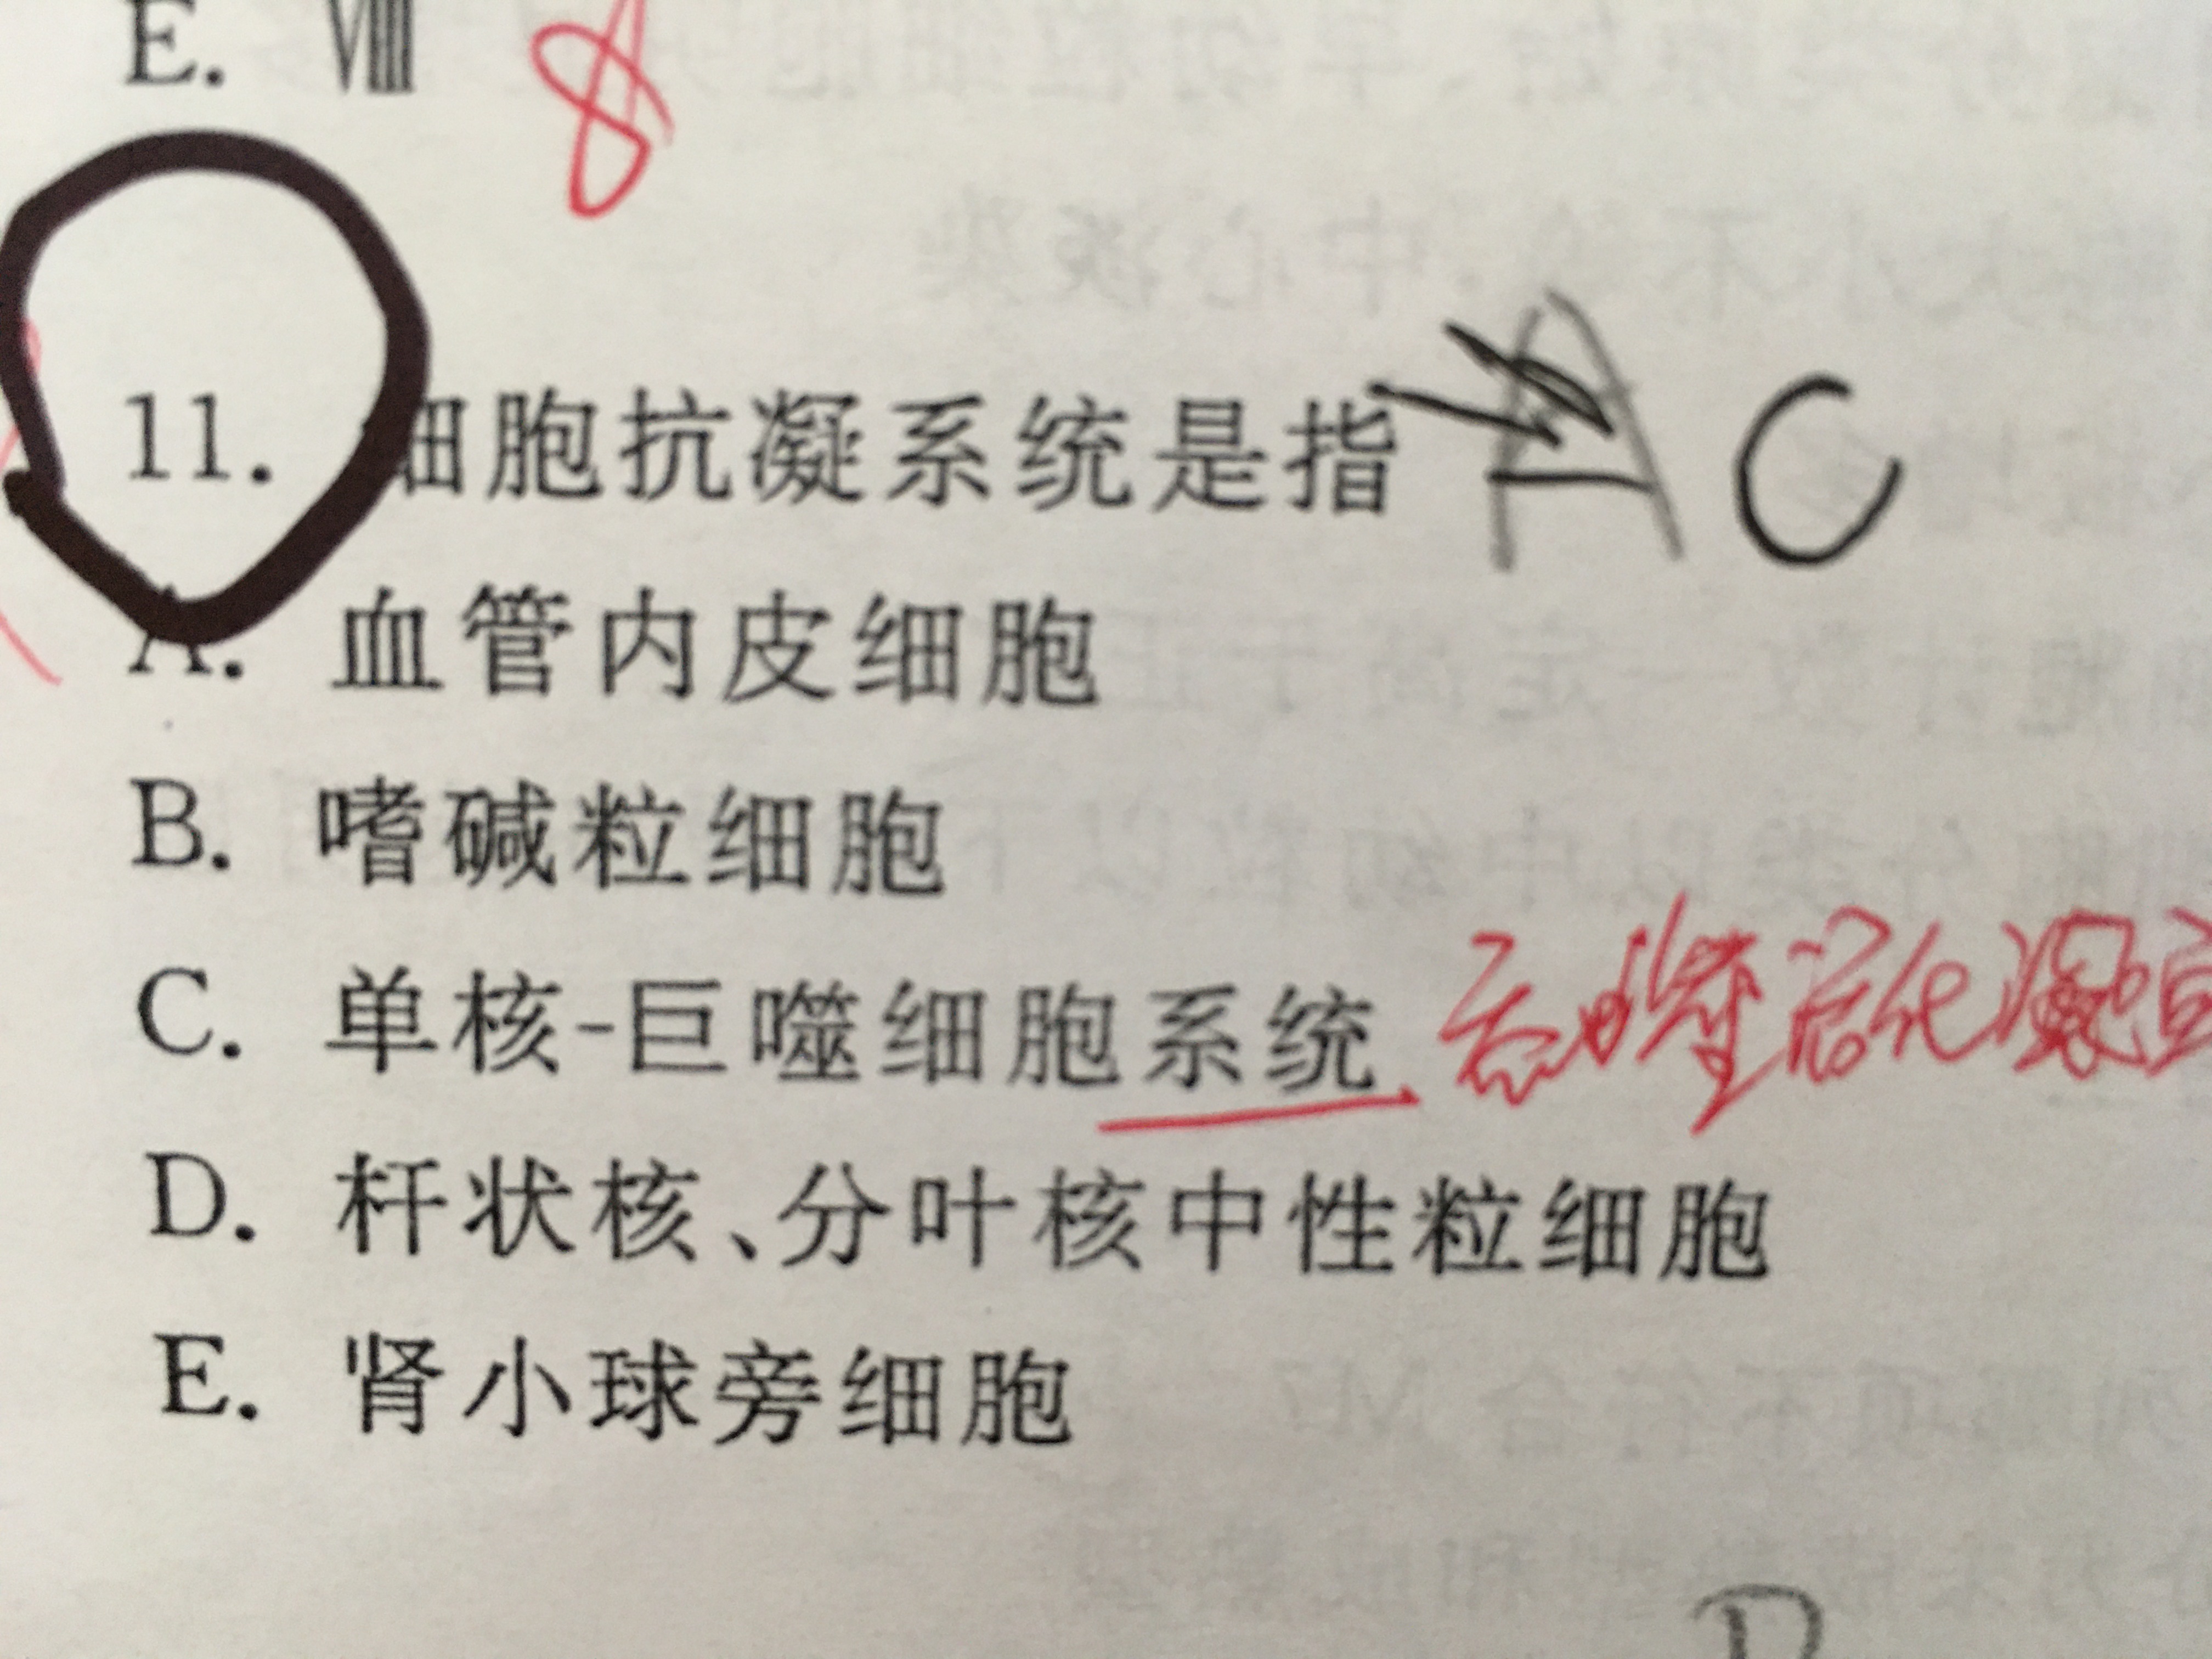 E. Ⅷ
11. 细胞抗凝系统是指 A C
A. 血管内皮细胞
B. 嗜碱粒细胞
C. 单核-巨噬细胞系统
D. 杆状核、分叶核中性粒细胞
E. 肾小球旁细胞
D